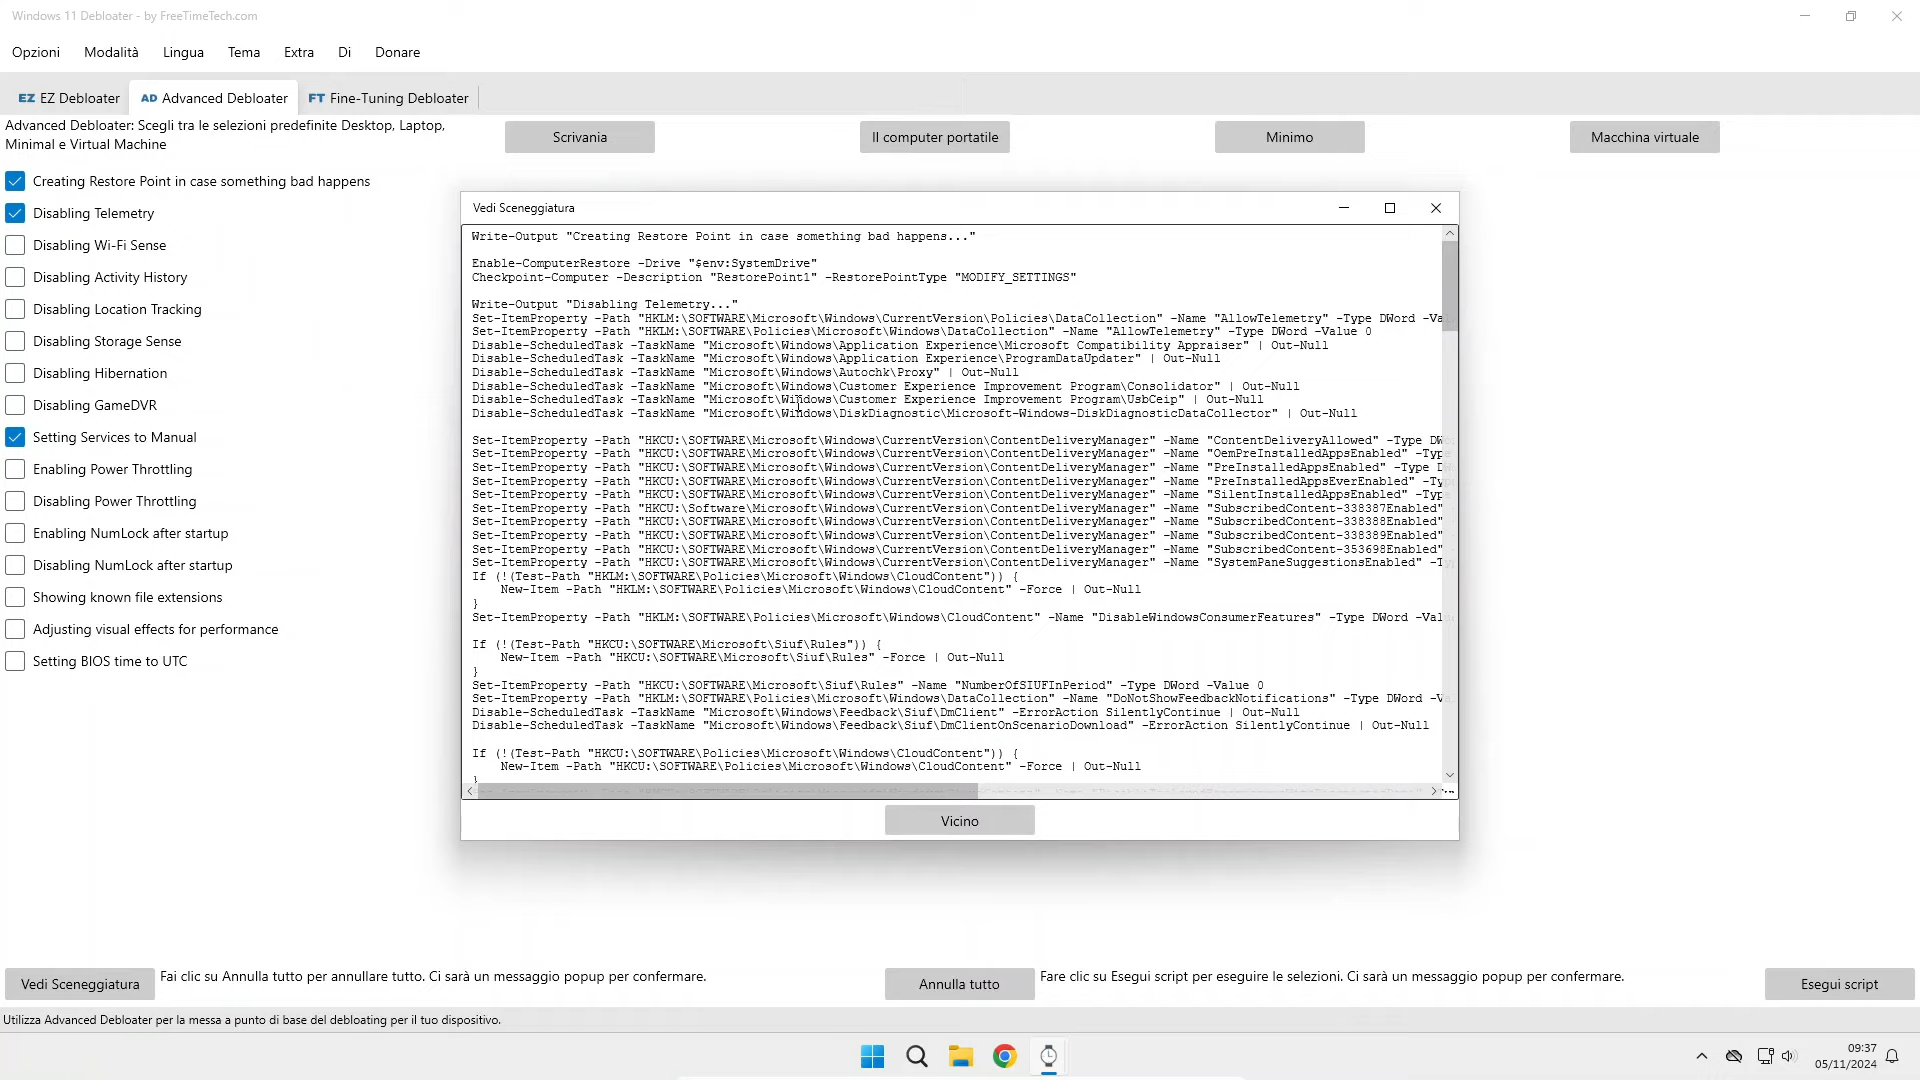 Windows 11 Debloater - by FreeTimeTech.com
Opzioni Modalità Lingua Tema Extra Di Donare
EZ EZ Debloater AD Advanced Debloater FT Fine-Tuning Debloater
Advanced Debloater: Scegli tra le selezioni predefinite Desktop, Laptop,
Minimal e Virtual Machine
Scrivania Il computer portatile Minimo Macchina virtuale
Creating Restore Point in case something bad happens
Disabling Telemetry
Disabling Wi-Fi Sense
Disabling Activity History
Disabling Location Tracking
Disabling Storage Sense
Disabling Hibernation
Disabling GameDVR
Setting Services to Manual
Enabling Power Throttling
Disabling Power Throttling
Enabling NumLock after startup
Disabling NumLock after startup
Showing known file extensions
Adjusting visual effects for performance
Setting BIOS time to UTC
Vedi Sceneggiatura
Write-Output "Creating Restore Point in case something bad happens..."
Enable-ComputerRestore -Drive "$env:SystemDrive"
Checkpoint-Computer -Description "RestorePoint1" -RestorePointType "MODIFY_SETTINGS"
Write-Output "Disabling Telemetry..."
Set-ItemProperty -Path "HKLM:\SOFTWARE\Microsoft\Windows\CurrentVersion\Policies\DataCollection" -Name "AllowTelemetry" -Type DWord -Va
Set-ItemProperty -Path "HKLM:\SOFTWARE\Policies\Microsoft\Windows\DataCollection" -Name "AllowTelemetry" -Type DWord -Value 0
Disable-ScheduledTask -TaskName "Microsoft\Windows\Application Experience\Microsoft Compatibility Appraiser" | Out-Null
Disable-ScheduledTask -TaskName "Microsoft\Windows\Application Experience\ProgramDataUpdater" | Out-Null
Disable-ScheduledTask -TaskName "Microsoft\Windows\Autochk\Proxy" | Out-Null
Disable-ScheduledTask -TaskName "Microsoft\Windows\Customer Experience Improvement Program\Consolidator" | Out-Null
Disable-ScheduledTask -TaskName "Microsoft\Windows\Customer Experience Improvement Program\UsbCeip" | Out-Null
Disable-ScheduledTask -TaskName "Microsoft\Windows\DiskDiagnostic\Microsoft-Windows-DiskDiagnosticDataCollector" | Out-Null
Set-ItemProperty -Path "HKCU:\SOFTWARE\Microsoft\Windows\CurrentVersion\ContentDeliveryManager" -Name "ContentDeliveryAllowed" -Type DWo
Set-ItemProperty -Path "HKCU:\SOFTWARE\Microsoft\Windows\CurrentVersion\ContentDeliveryManager" -Name "OemPreInstalledAppsEnabled" -Type
Set-ItemProperty -Path "HKCU:\SOFTWARE\Microsoft\Windows\CurrentVersion\ContentDeliveryManager" -Name "PreInstalledAppsEnabled" -Type DW
Set-ItemProperty -Path "HKCU:\SOFTWARE\Microsoft\Windows\CurrentVersion\ContentDeliveryManager" -Name "PreInstalledAppsEverEnabled" -Typ
Set-ItemProperty -Path "HKCU:\SOFTWARE\Microsoft\Windows\CurrentVersion\ContentDeliveryManager" -Name "SilentInstalledAppsEnabled" -Type
Set-ItemProperty -Path "HKCU:\Software\Microsoft\Windows\CurrentVersion\ContentDeliveryManager" -Name "SubscribedContent-338387Enabled"
Set-ItemProperty -Path "HKCU:\SOFTWARE\Microsoft\Windows\CurrentVersion\ContentDeliveryManager" -Name "SubscribedContent-338388Enabled"
Set-ItemProperty -Path "HKCU:\SOFTWARE\Microsoft\Windows\CurrentVersion\ContentDeliveryManager" -Name "SubscribedContent-338389Enabled"
Set-ItemProperty -Path "HKCU:\SOFTWARE\Microsoft\Windows\CurrentVersion\ContentDeliveryManager" -Name "SubscribedContent-353698Enabled"
Set-ItemProperty -Path "HKCU:\SOFTWARE\Microsoft\Windows\CurrentVersion\ContentDeliveryManager" -Name "SystemPaneSuggestionsEnabled" -Ty
If (!(Test-Path "HKLM:\SOFTWARE\Policies\Microsoft\Windows\CloudContent")) {
New-Item -Path "HKLM:\SOFTWARE\Policies\Microsoft\Windows\CloudContent" -Force | Out-Null
}
Set-ItemProperty -Path "HKLM:\SOFTWARE\Policies\Microsoft\Windows\CloudContent" -Name "DisableWindowsConsumerFeatures" -Type DWord -Valu
If (!(Test-Path "HKCU:\SOFTWARE\Microsoft\Siuf\Rules")) {
New-Item -Path "HKCU:\SOFTWARE\Microsoft\Siuf\Rules" -Force | Out-Null
}
Set-ItemProperty -Path "HKCU:\SOFTWARE\Microsoft\Siuf\Rules" -Name "NumberOfSIUFInPeriod" -Type DWord -Value 0
Set-ItemProperty -Path "HKLM:\SOFTWARE\Policies\Microsoft\Windows\DataCollection" -Name "DoNotShowFeedbackNotifications" -Type DWord -Va
Disable-ScheduledTask -TaskName "Microsoft\Windows\Feedback\Siuf\DmClient" -ErrorAction SilentlyContinue | Out-Null
Disable-ScheduledTask -TaskName "Microsoft\Windows\Feedback\Siuf\DmClientOnScenarioDownload" -ErrorAction SilentlyContinue | Out-Null
If (!(Test-Path "HKCU:\SOFTWARE\Policies\Microsoft\Windows\CloudContent")) {
New-Item -Path "HKCU:\SOFTWARE\Policies\Microsoft\Windows\CloudContent" -Force | Out-Null
}
Vicino
Vedi Sceneggiatura Fai clic su Annulla tutto per annullare tutto. Ci sarà un messaggio popup per confermare. Annulla tutto Fare clic su Esegui script per eseguire le selezioni. Ci sarà un messaggio popup per confermare. Esegui script
Utilizza Advanced Debloater per la messa a punto di base del debloating per il tuo dispositivo.
09:37
05/11/2024